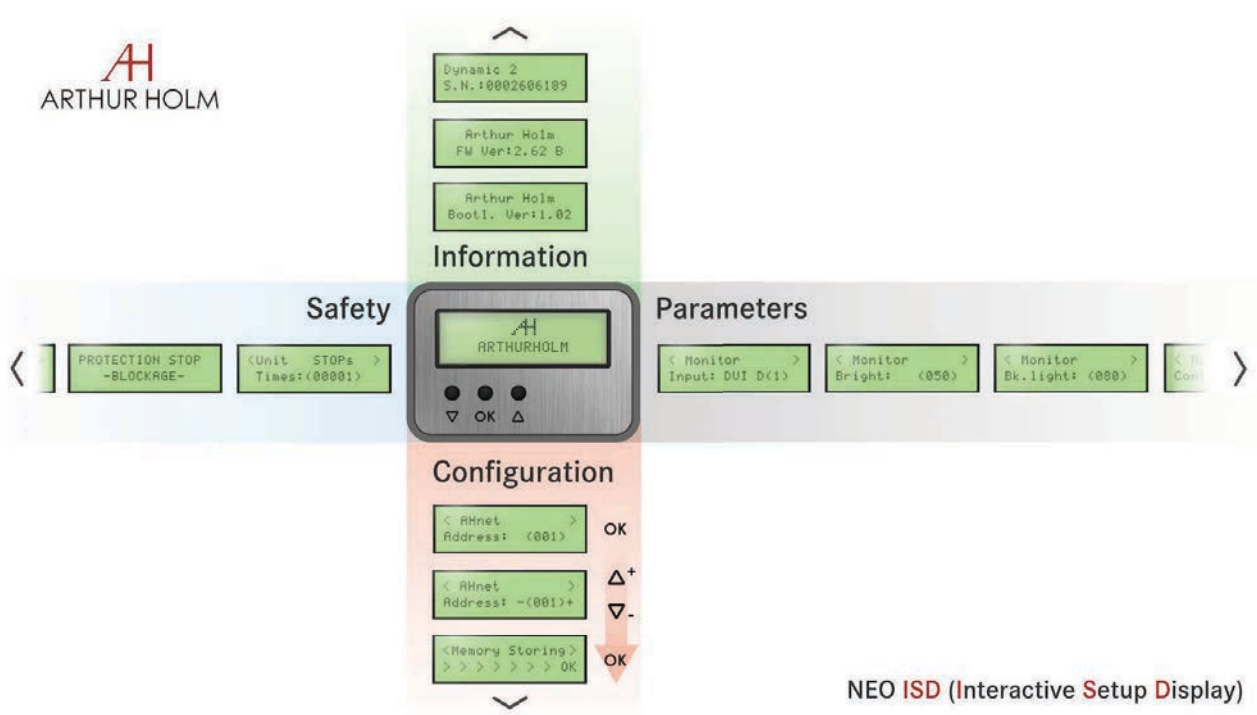 AH
ARTHUR HOLM
Dynamic 2
S.N.:0002606189
Arthur Holm
FW Ver:2.62 B
Arthur Holm
Bootl. Ver:1.02
Information
Safety
Parameters
PROTECTION STOP
-BLOCKAGE-
<Unit STOPs >
Times:(00001)
AH
ARTHURHOLM
OK
< Monitor >
Input: DVI D(1)
< Monitor >
Bright: (050)
< Monitor >
Bk.light: (080)
Configuration
< AHnet >
Address: (001)
OK
< AHnet >
Address: -(001)+
+
-
<Memory Storing>
> > > > > > > OK
OK
NEO ISD (Interactive Setup Display)